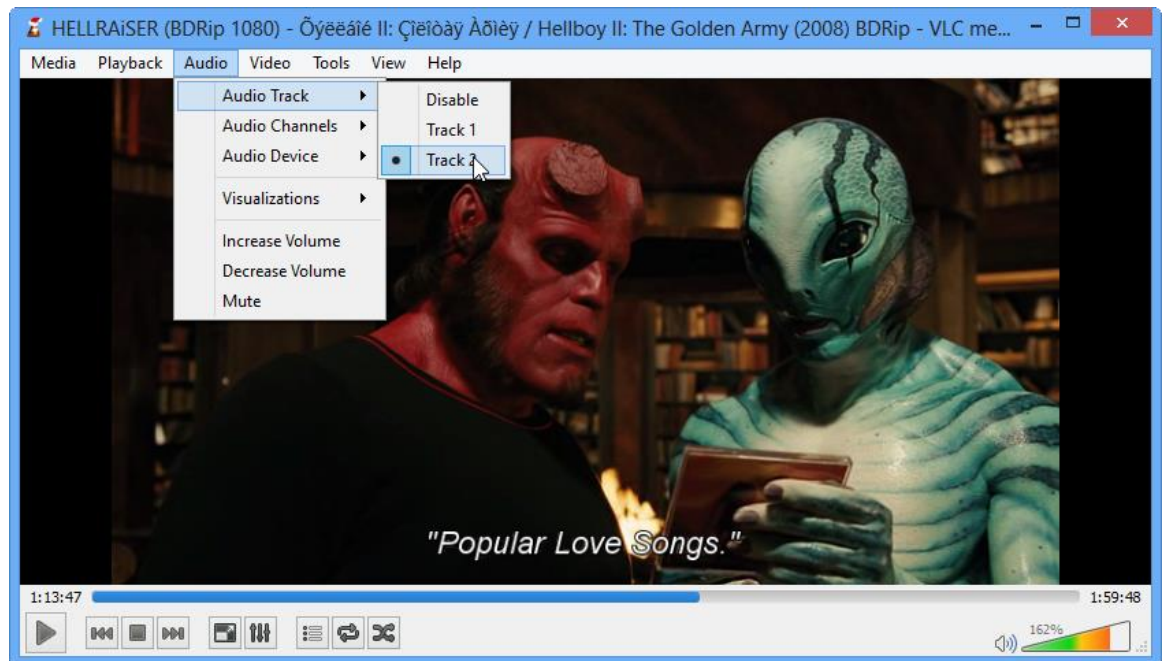 HELLRAiSER (BDRip 1080) - Õýëëáîé II: Çîëîòàÿ Àðìèÿ / Hellboy II: The Golden Army (2008) BDRip - VLC me...
Media Playback Audio Video Tools View Help
Audio Track
Audio Channels
Audio Device
Visualizations
Increase Volume
Decrease Volume
Mute
Disable
Track 1
Track 2
"Popular Love Songs."
1:13:47
1:59:48
162%